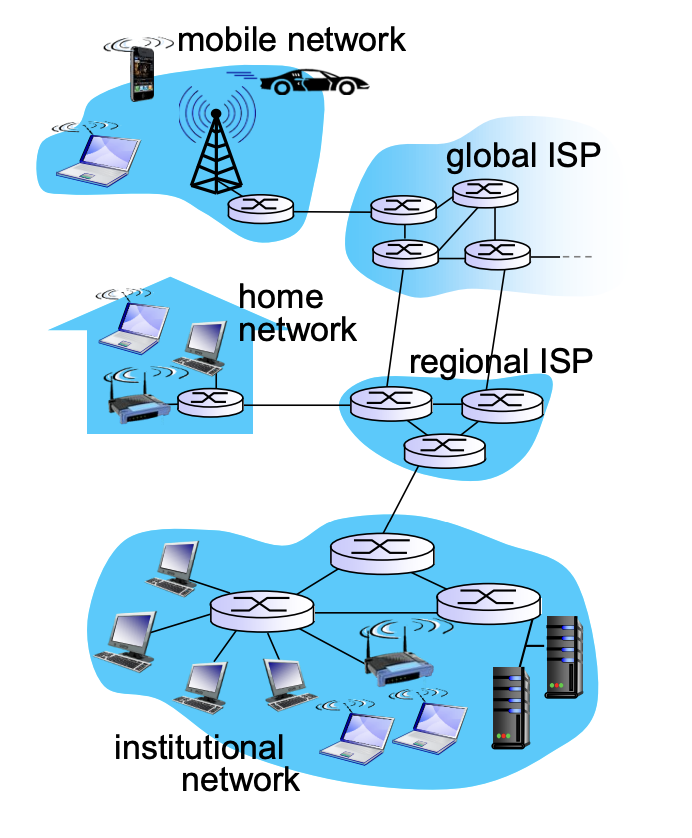 mobile network
global ISP
home
network
regional ISP
institutional
network